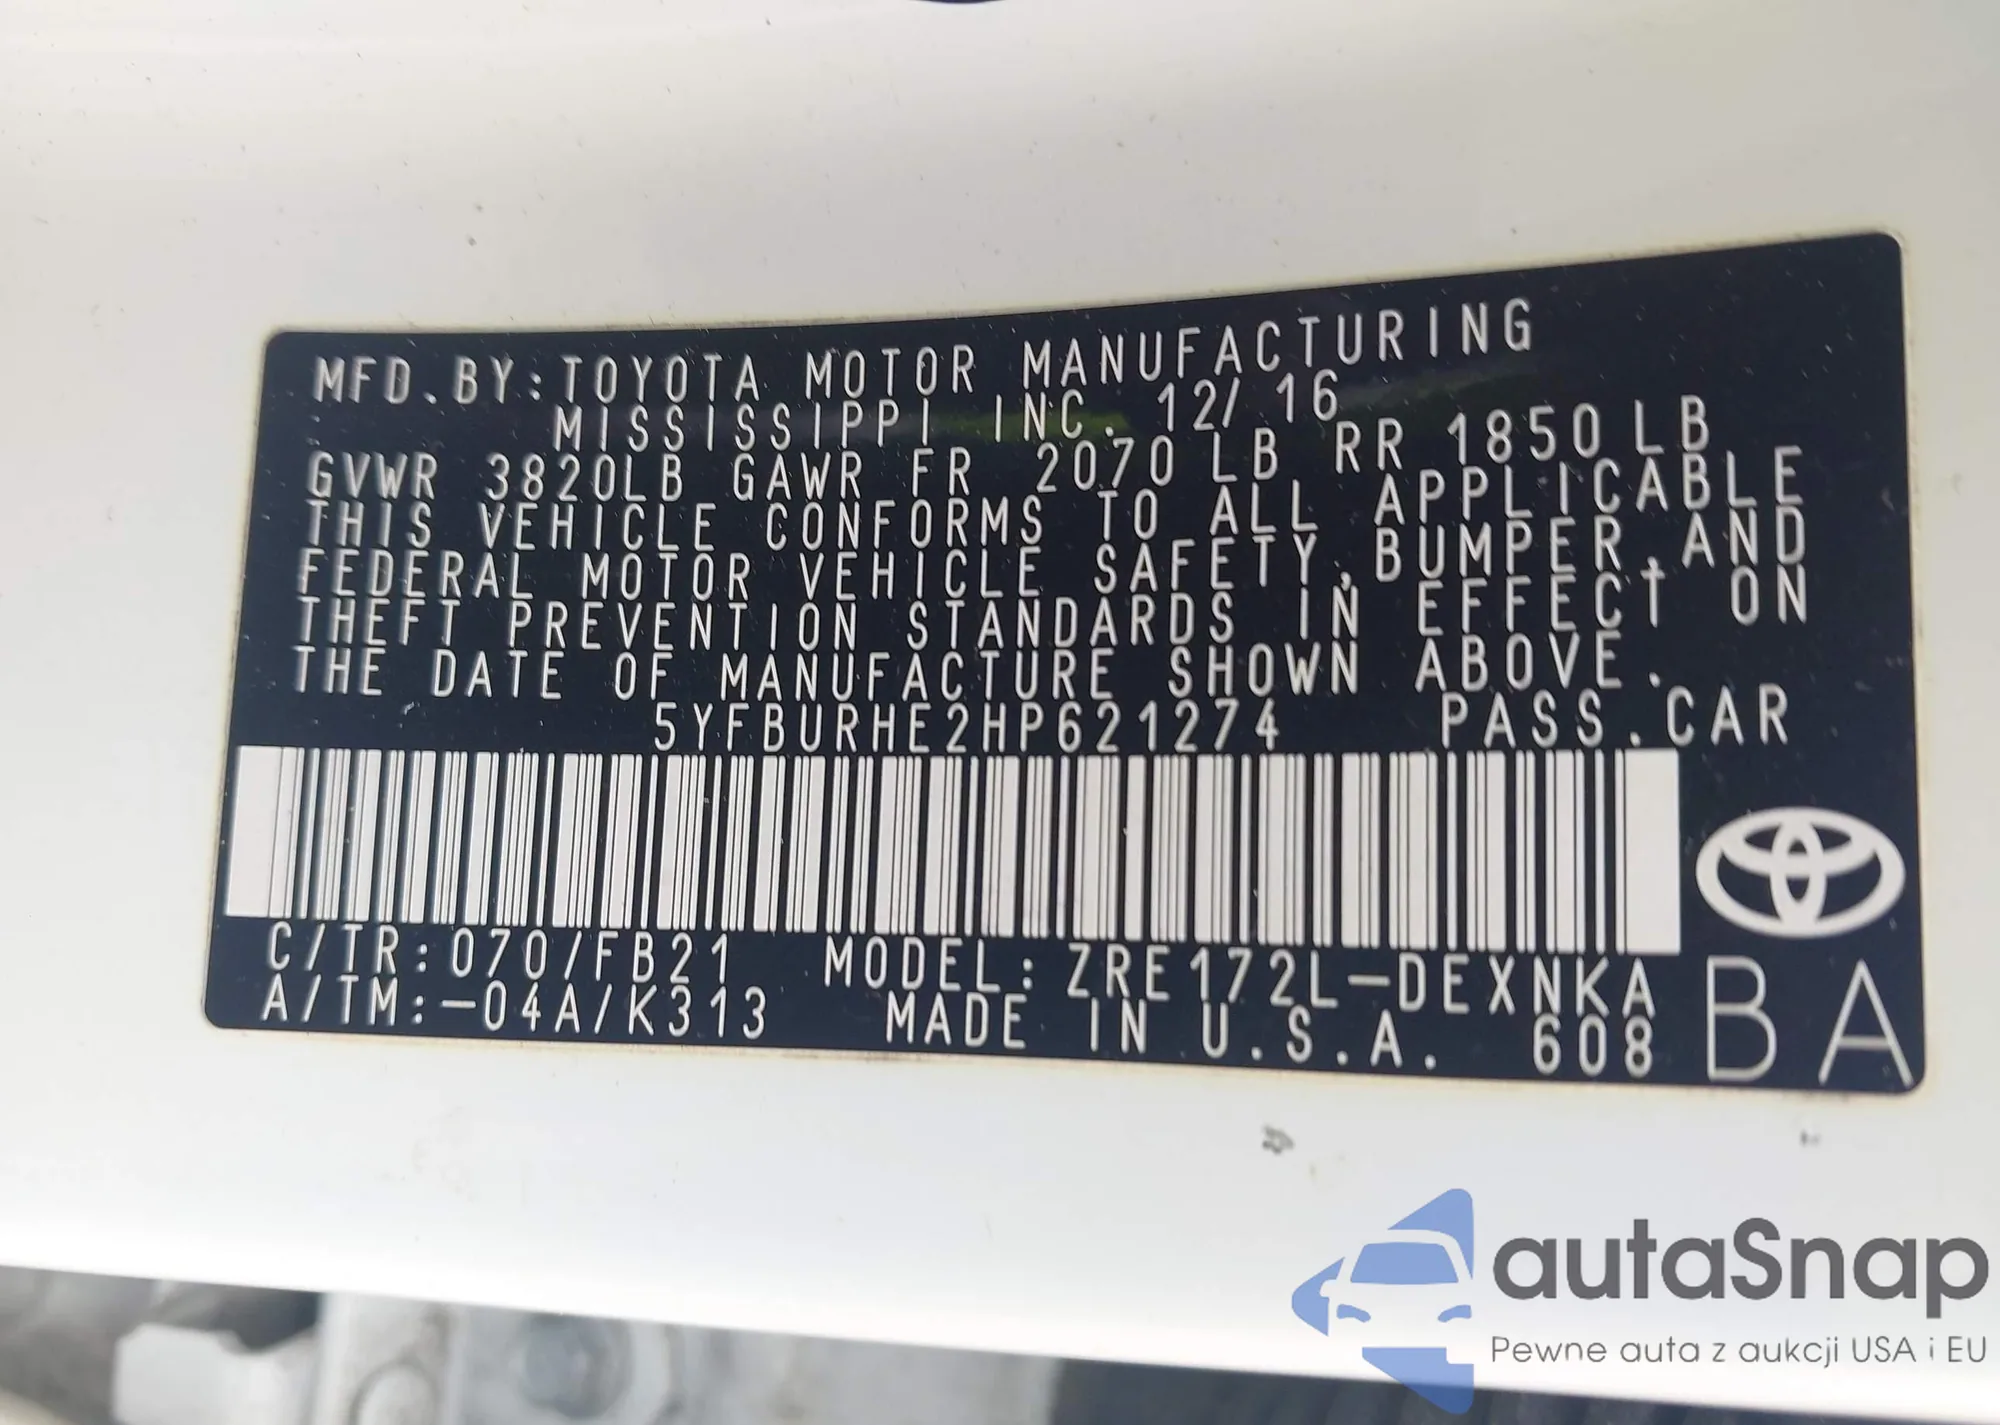 MFD.BY:TOYOTA MOTOR MANUFACTURING
MISSISSIPPI INC. 12/16
GVWR 3820LB GAWR FR 2070 LB RR 1850 LB
THIS VEHICLE CONFORMS TO ALL APPLICABLE
FEDERAL MOTOR VEHICLE SAFETY,BUMPER,AND
THEFT PREVENTION STANDARDS IN EFFECT ON
THE DATE OF MANUFACTURE SHOWN ABOVE.
5YFBURHE2HP621274 PASS.CAR
C/TR:070/FB21 MODEL:ZRE172L-DEXNKA
A/TM:-04A/K313 MADE IN U.S.A. 608
BA
autaSnap
Pewne auta z aukcji USA i EU